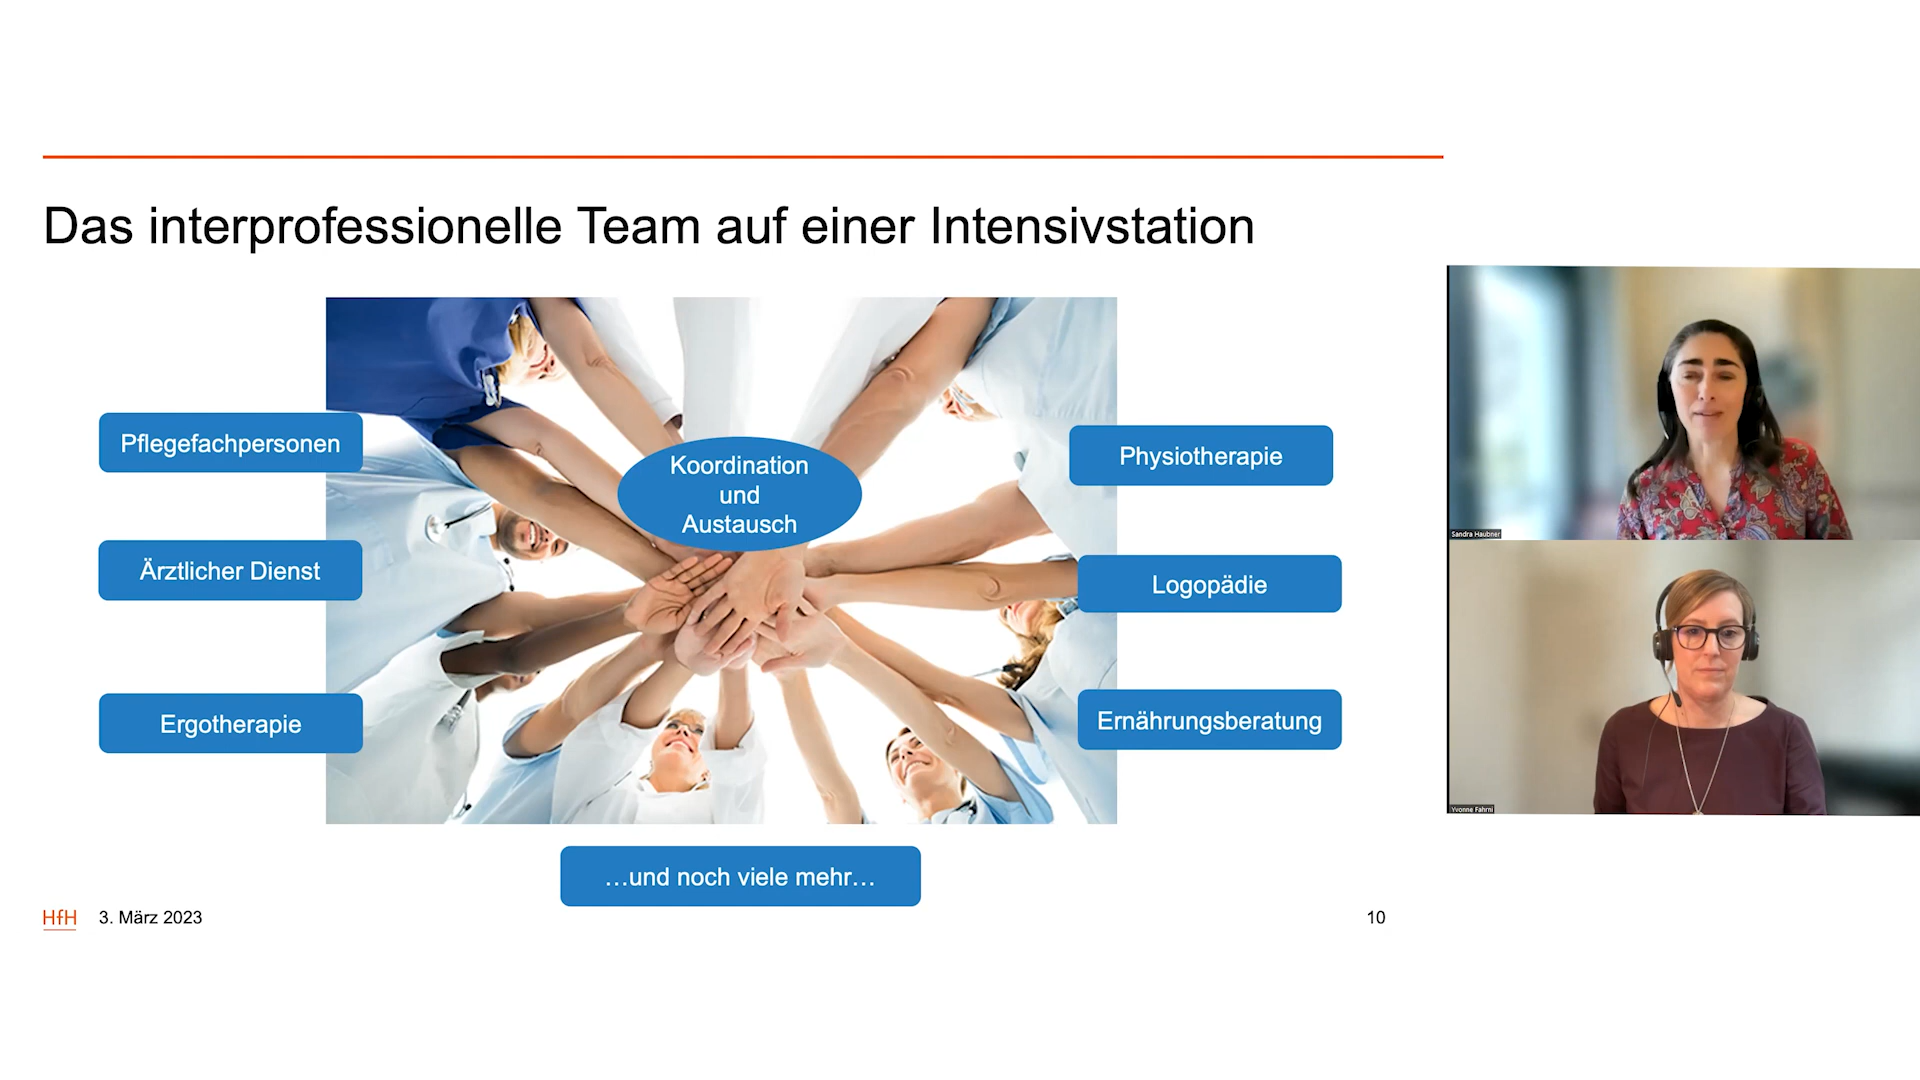 Das interprofessionelle Team auf einer Intensivstation
Pflegefachpersonen
Ärztlicher Dienst
Ergotherapie
Koordination
und
Austausch
Physiotherapie
Logopädie
Ernährungsberatung
…und noch viele mehr…
HfH 3. März 2023
10
Sandra Haubner
Yvonne Fahrni